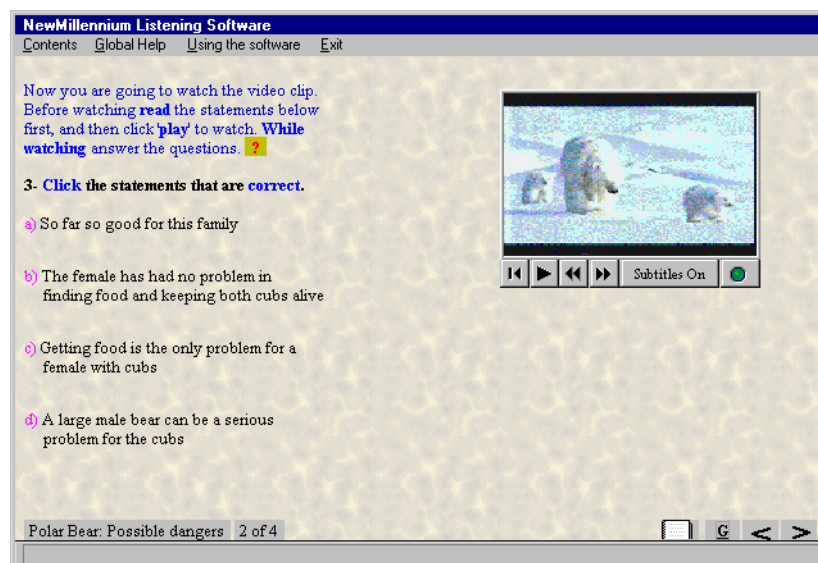 NewMillennium Listening Software
Contents Global Help Using the software Exit
Now you are going to watch the video clip.
Before watching read the statements below
first, and then click 'play' to watch. While
watching answer the questions. ?
3- Click the statements that are correct.
a) So far so good for this family
b) The female has had no problem in
finding food and keeping both cubs alive
c) Getting food is the only problem for a
female with cubs
d) A large male bear can be a serious
problem for the cubs
Subtitles On
Polar Bear: Possible dangers 2 of 4
G < >